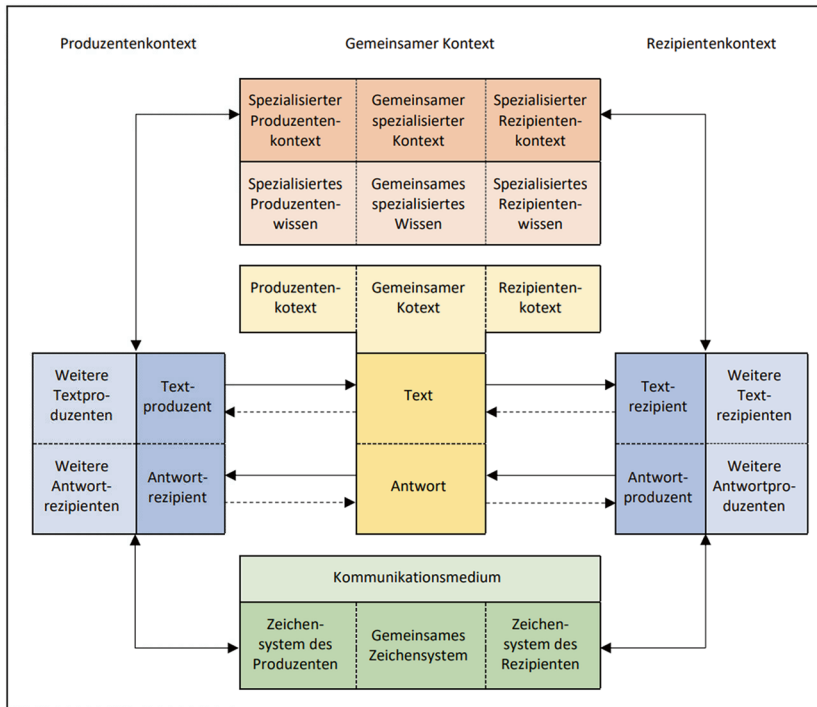 Produzentenkontext
Gemeinsamer Kontext
Rezipientenkontext
Spezialisierter
Produzenten-
kontext
Gemeinsamer
spezialisierter
Kontext
Spezialisierter
Rezipienten-
kontext
Spezialisiertes
Produzenten-
wissen
Gemeinsames
spezialisiertes
Wissen
Spezialisiertes
Rezipienten-
wissen
Produzenten-
kotext
Gemeinsamer
Kotext
Rezipienten-
kotext
Weitere
Textpro-
duzenten
Text-
produzent
Text
Text-
rezipient
Weitere
Text-
rezipienten
Weitere
Antwort-
rezipienten
Antwort-
rezipient
Antwort
Antwort-
produzent
Weitere
Antwortpro-
duzenten
Kommunikationsmedium
Zeichen-
system des
Produzenten
Gemeinsames
Zeichensystem
Zeichen-
system des
Rezipienten